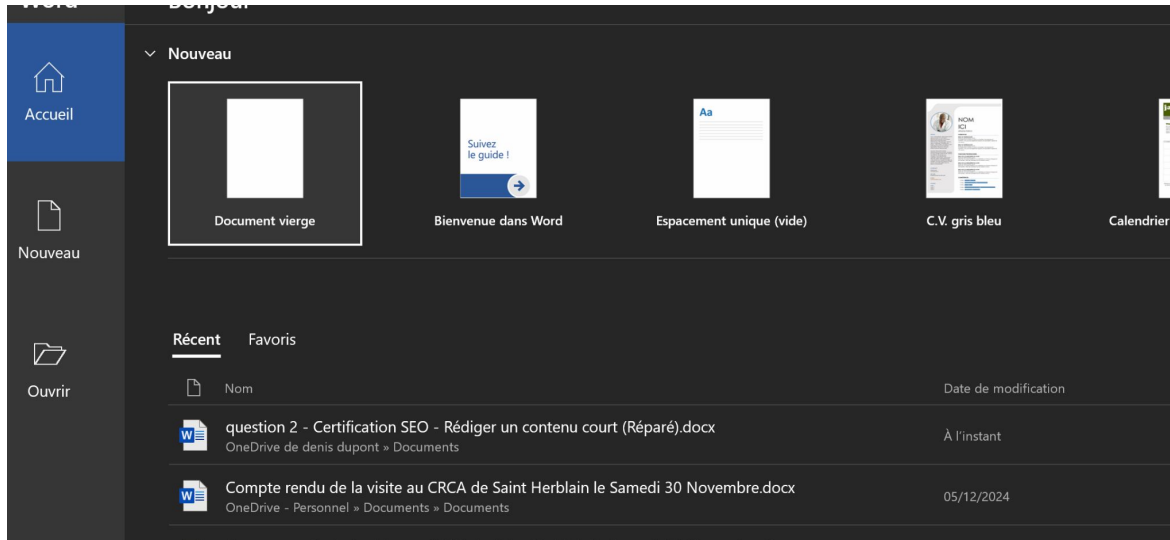 Word
Bonjour
Accueil
Nouveau
Ouvrir
Nouveau
Document vierge
Suivez
le guide !
Bienvenue dans Word
Aa
Espacement unique (vide)
NOM
ICI
C.V. gris bleu
Calendrier
Récent Favoris
Nom Date de modification
question 2 - Certification SEO - Rédiger un contenu court (Réparé).docx
OneDrive de denis dupont » Documents
À l'instant
Compte rendu de la visite au CRCA de Saint Herblain le Samedi 30 Novembre.docx
OneDrive - Personnel » Documents » Documents
05/12/2024